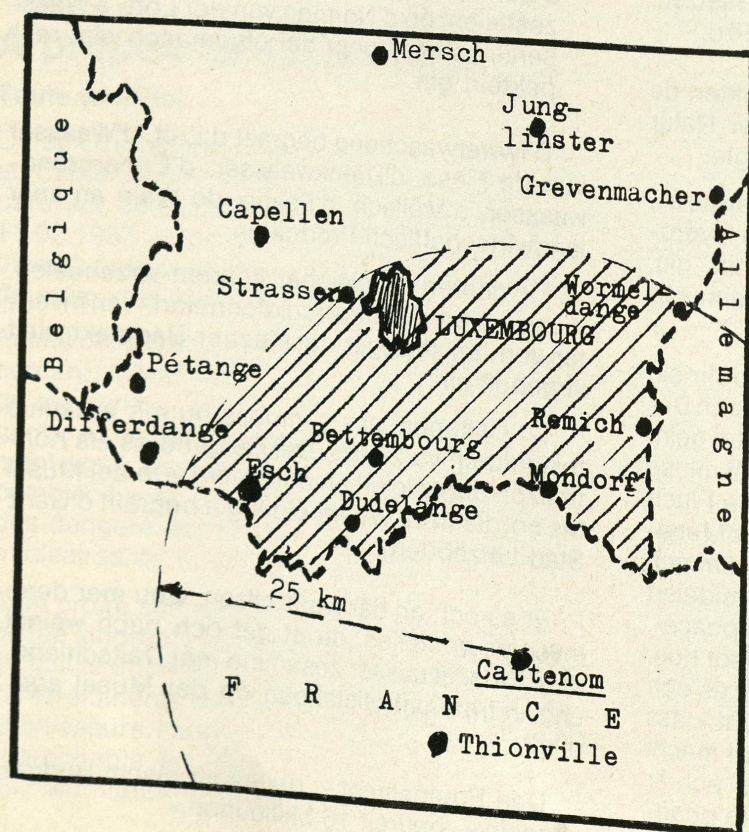 Mersch
Jung-
linster
Grevenmacher
Belgique
Capellen
Allemagne
Strassen
Wormel-
dange
LUXEMBOURG
Pétange
Differdange
Bettembourg
Remich
Esch
Mondorf
Dudelange
25 km
Cattenom
FRANCE
Thionville